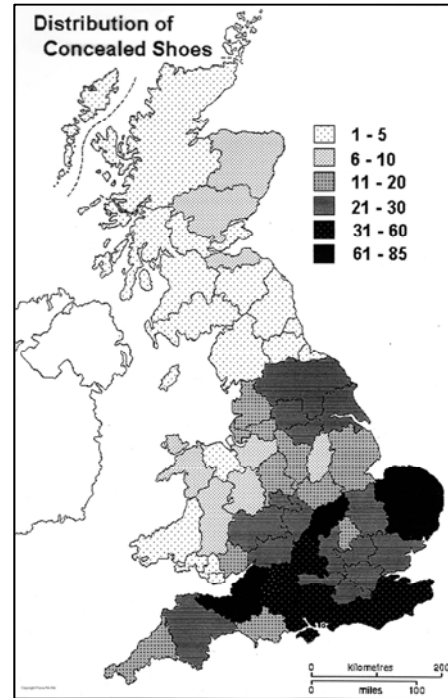 Distribution of
Concealed Shoes
1 - 5
6 - 10
11 - 20
21 - 30
31 - 60
61 - 85
kilometres
0 200
0 100
miles